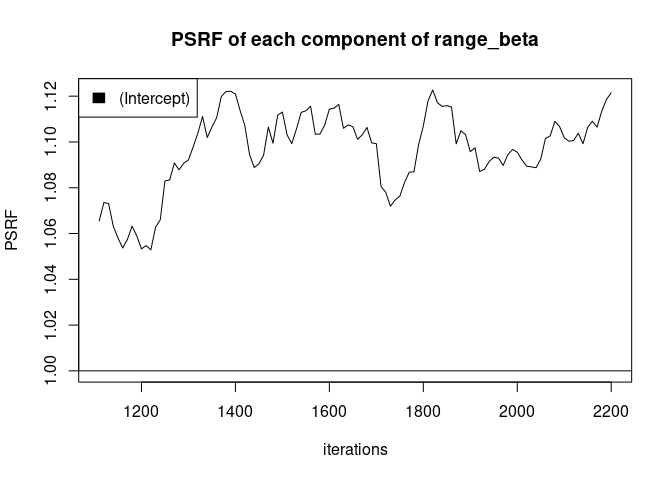 PSRF of each component of range_beta
(Intercept)
PSRF
1.12
1.10
1.08
1.06
1.04
1.02
1.00
1200 1400 1600 1800 2000 2200
iterations